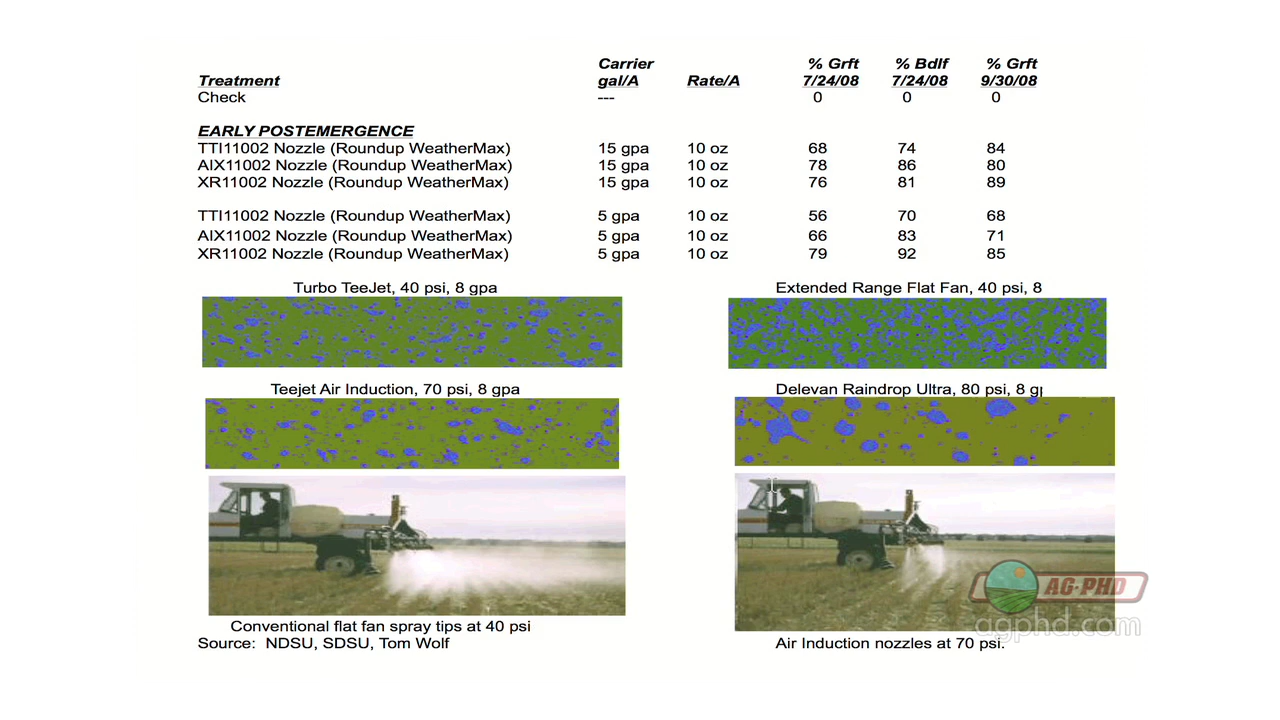 Carrier % Grft % Bdlf % Grft
Treatment gal/A Rate/A 7/24/08 7/24/08 9/30/08
Check --- 0 0 0
EARLY POSTEMERGENCE
TTI11002 Nozzle (Roundup WeatherMax) 15 gpa 10 oz 68 74 84
AIX11002 Nozzle (Roundup WeatherMax) 15 gpa 10 oz 78 86 80
XR11002 Nozzle (Roundup WeatherMax) 15 gpa 10 oz 76 81 89
TTI11002 Nozzle (Roundup WeatherMax) 5 gpa 10 oz 56 70 68
AIX11002 Nozzle (Roundup WeatherMax) 5 gpa 10 oz 66 83 71
XR11002 Nozzle (Roundup WeatherMax) 5 gpa 10 oz 79 92 85
Turbo TeeJet, 40 psi, 8 gpa Extended Range Flat Fan, 40 psi, 8
Teejet Air Induction, 70 psi, 8 gpa Delevan Raindrop Ultra, 80 psi, 8
AG·PHD
agphd.com
Conventional flat fan spray tips at 40 psi
Source: NDSU, SDSU, Tom Wolf Air Induction nozzles at 70 psi.